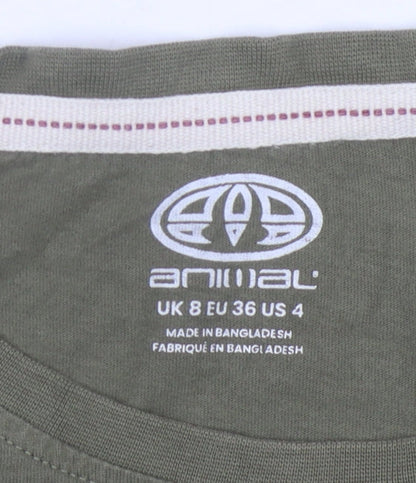 animal
UK 8 EU 36 US 4
MADE IN BANGLADESH
FABRIQUÉ EN BANGLADESH